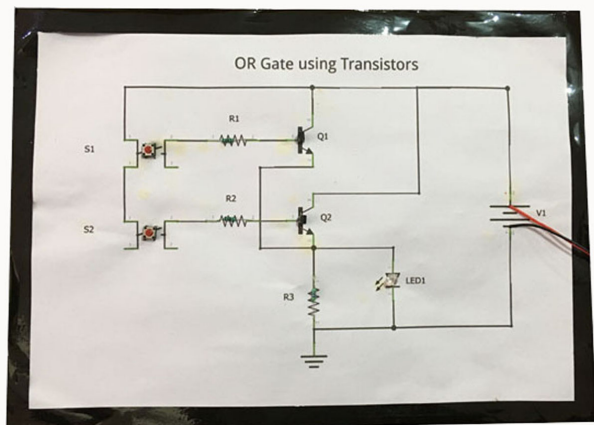 OR Gate using Transistors
R1
S1
Q1
R2
Q2
S2
V1
R3
LED1